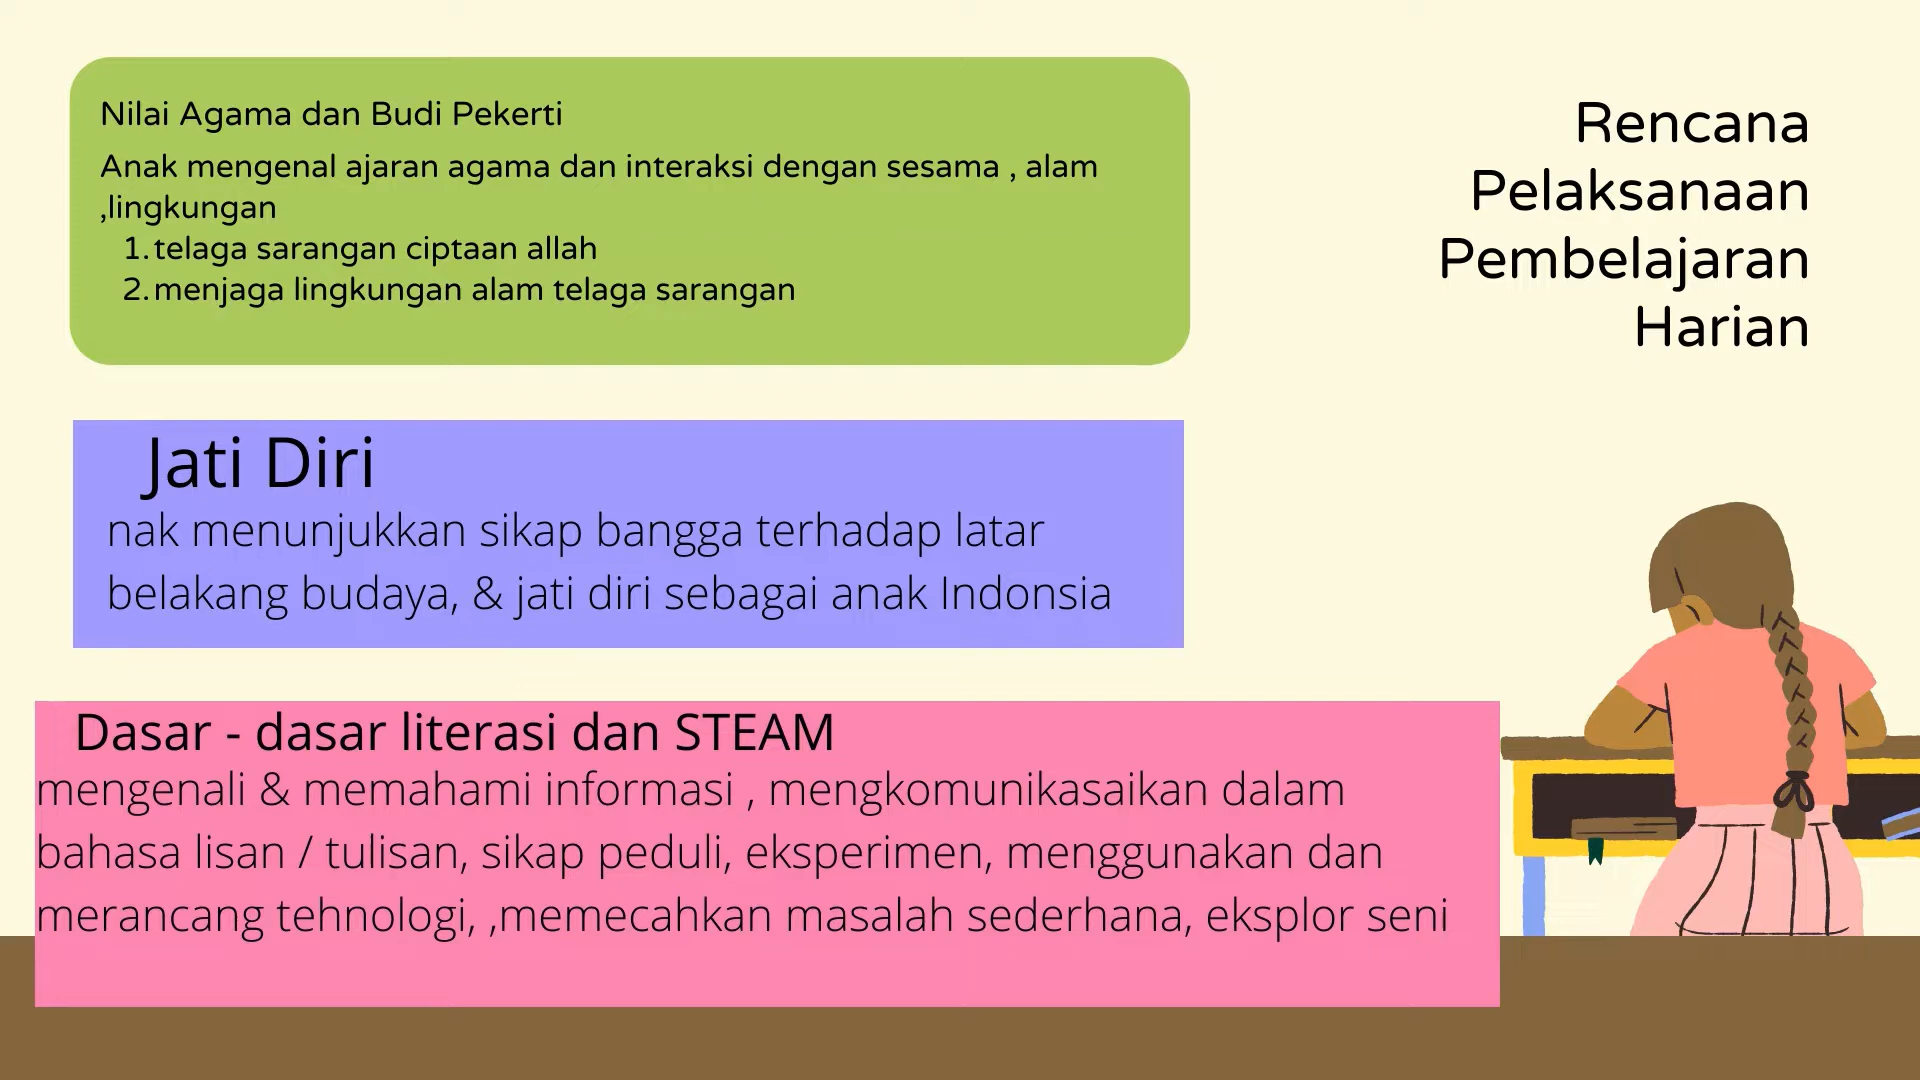 Nilai Agama dan Budi Pekerti
Anak mengenal ajaran agama dan interaksi dengan sesama , alam
,lingkungan
1. telaga sarangan ciptaan allah
2. menjaga lingkungan alam telaga sarangan
Rencana
Pelaksanaan
Pembelajaran
Harian
Jati Diri
nak menunjukkan sikap bangga terhadap latar
belakang budaya, & jati diri sebagai anak Indonsia
Dasar - dasar literasi dan STEAM
mengenali & memahami informasi , mengkomunikasaikan dalam
bahasa lisan / tulisan, sikap peduli, eksperimen, menggunakan dan
merancang tehnologi, ,memecahkan masalah sederhana, eksplor seni